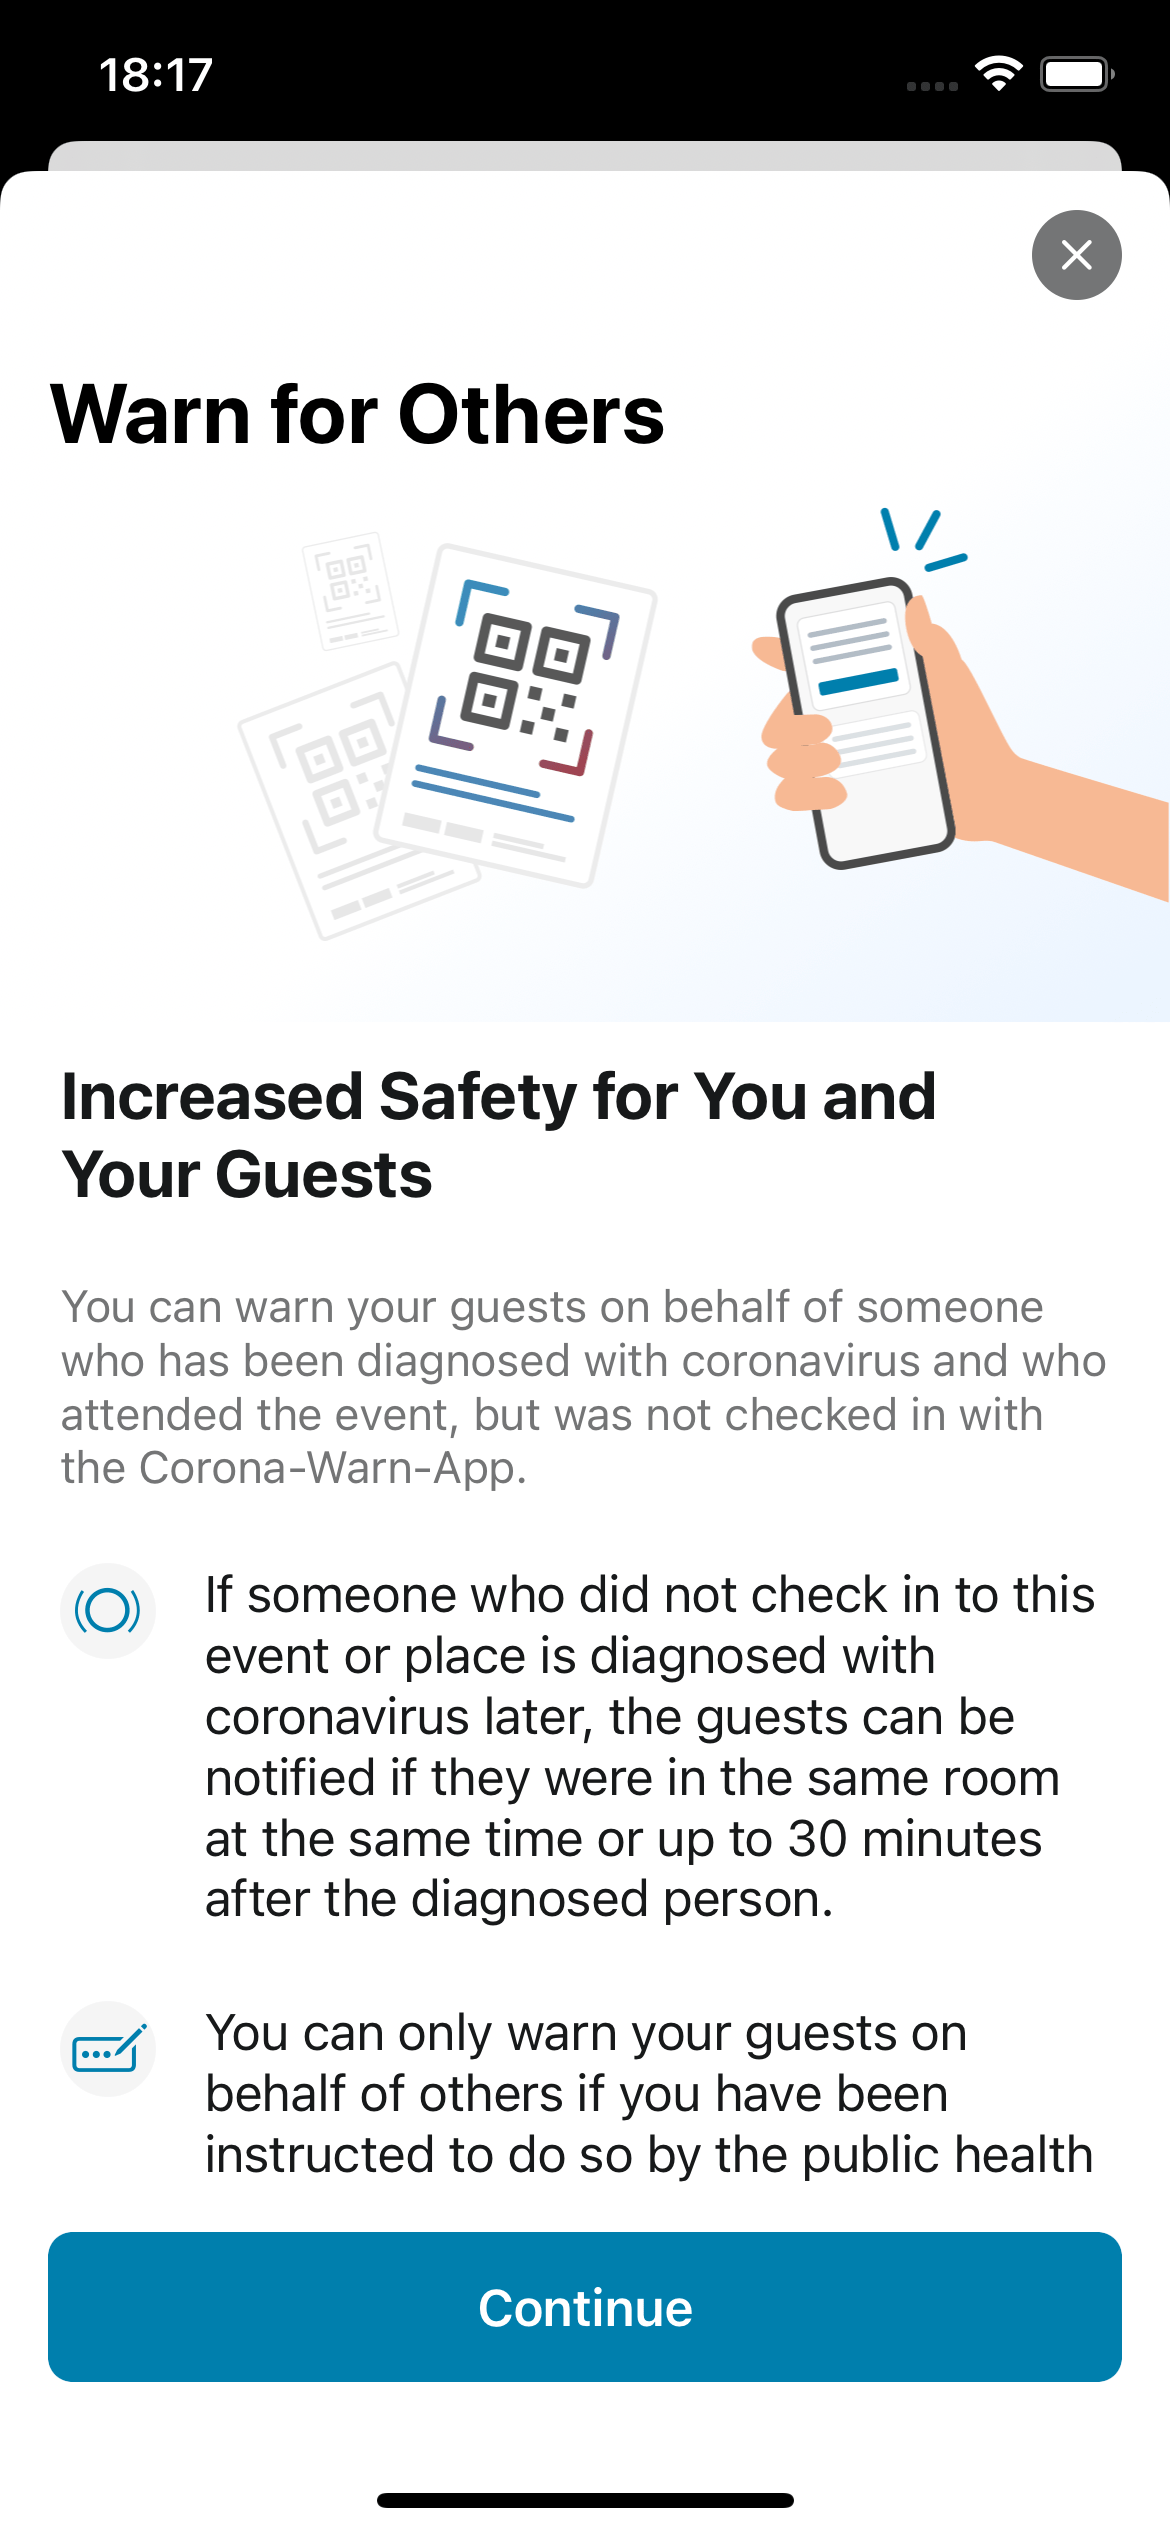 18:17
Warn for Others
Increased Safety for You and
Your Guests
You can warn your guests on behalf of someone
who has been diagnosed with coronavirus and who
attended the event, but was not checked in with
the Corona-Warn-App.
If someone who did not check in to this
event or place is diagnosed with
coronavirus later, the guests can be
notified if they were in the same room
at the same time or up to 30 minutes
after the diagnosed person.
You can only warn your guests on
behalf of others if you have been
instructed to do so by the public health
Continue